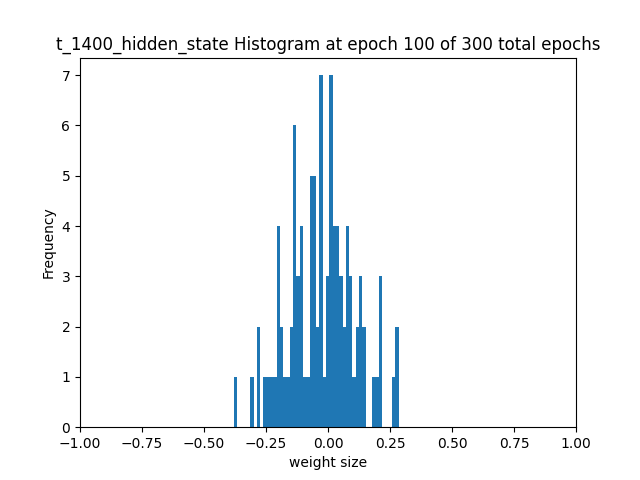 t_1400_hidden_state Histogram at epoch 100 of 300 total epochs
7
6
5
4
3
2
1
0
Frequency
−1.00 −0.75 −0.50 −0.25 0.00 0.25 0.50 0.75 1.00
weight size